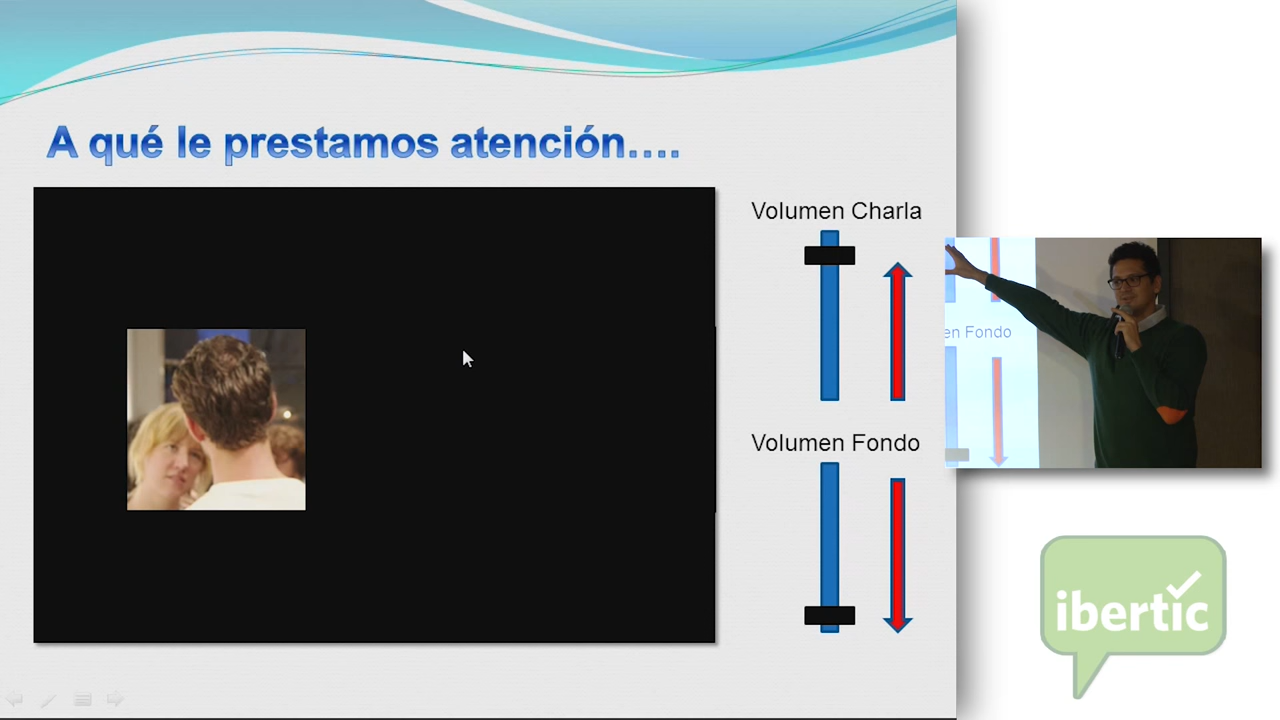 A qué le prestamos atención....
Volumen Charla
Volumen Fondo
en Fondo
ibertic